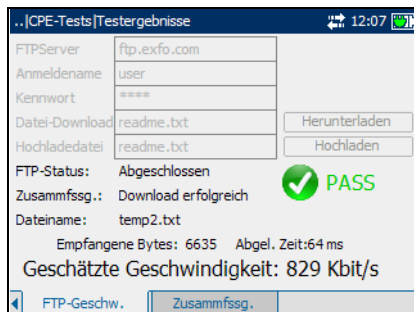 ..|CPE-Tests|Testergebnisse 12:07
FTPServer ftp.exfo.com
Anmeldename user
Kennwort ****
Datei-Download readme.txt Herunterladen
Hochladedatei readme.txt Hochladen
FTP-Status: Abgeschlossen
PASS
Zusammfssg.: Download erfolgreich
Dateiname: temp2.txt
Empfangene Bytes: 6635 Abgel. Zeit:64 ms
Geschätzte Geschwindigkeit: 829 Kbit/s
FTP-Geschw. Zusammfssg.